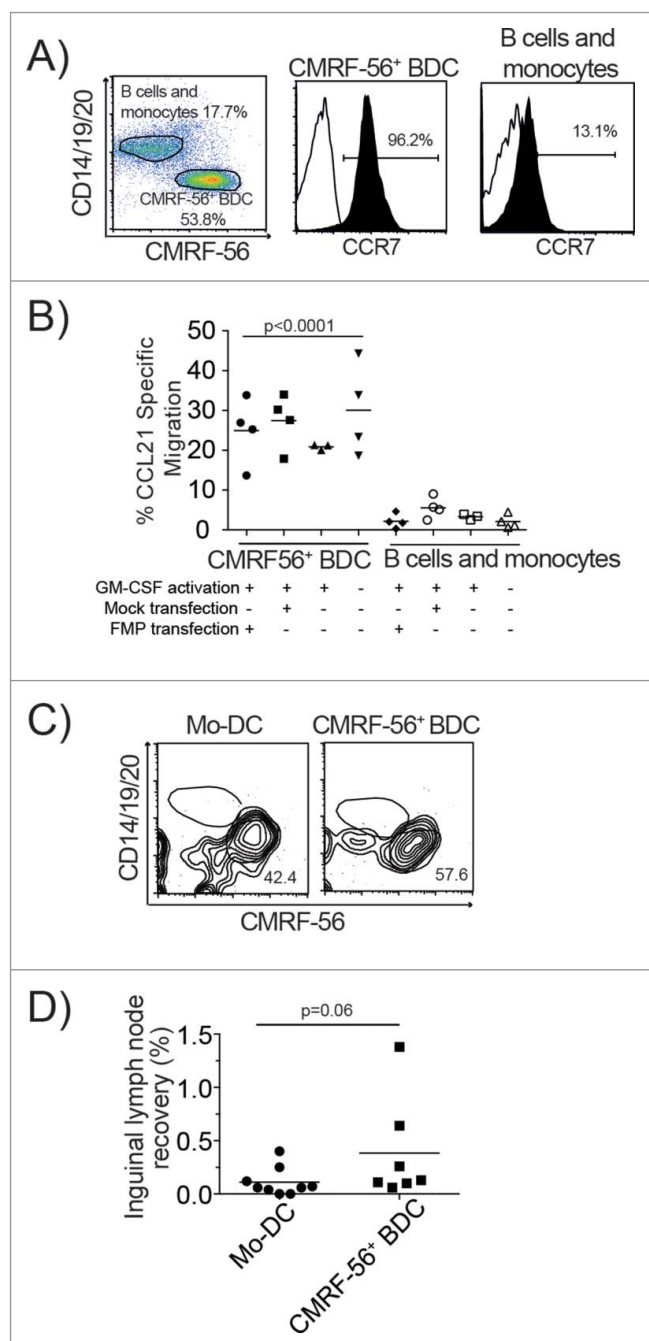 A)
B cells and
monocytes 17.7%
CMRF-56⁺ BDC
53.8%
CD14/19/20
CMRF-56
CMRF-56⁺ BDC
96.2%
CCR7
B cells and
monocytes
13.1%
CCR7
B)
p<0.0001
% CCL21 Specific
Migration
50
40
30
20
10
0
CMRF56⁺ BDC
B cells and monocytes
GM-CSF activation + + + - + + + -
Mock transfection - + - - - + - -
FMP transfection + - - - + - - -
C)
Mo-DC
CMRF-56⁺ BDC
CD14/19/20
42.4
57.6
CMRF-56
D)
p=0.06
Inguinal lymph node
recovery (%)
1.5
1.0
0.5
0.0
Mo-DC
CMRF-56⁺ BDC